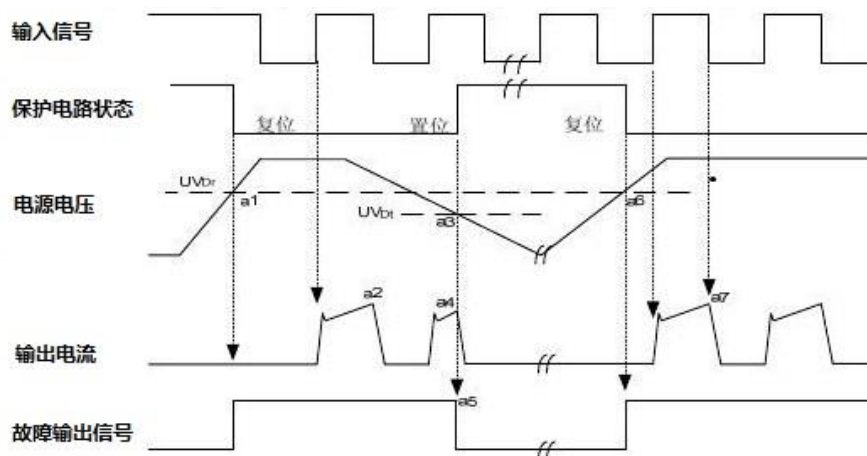 输入信号
保护电路状态
复位
置位
复位
UVDr
a1
a6
电源电压
UVDt
a3
a2
a4
a7
输出电流
a5
故障输出信号